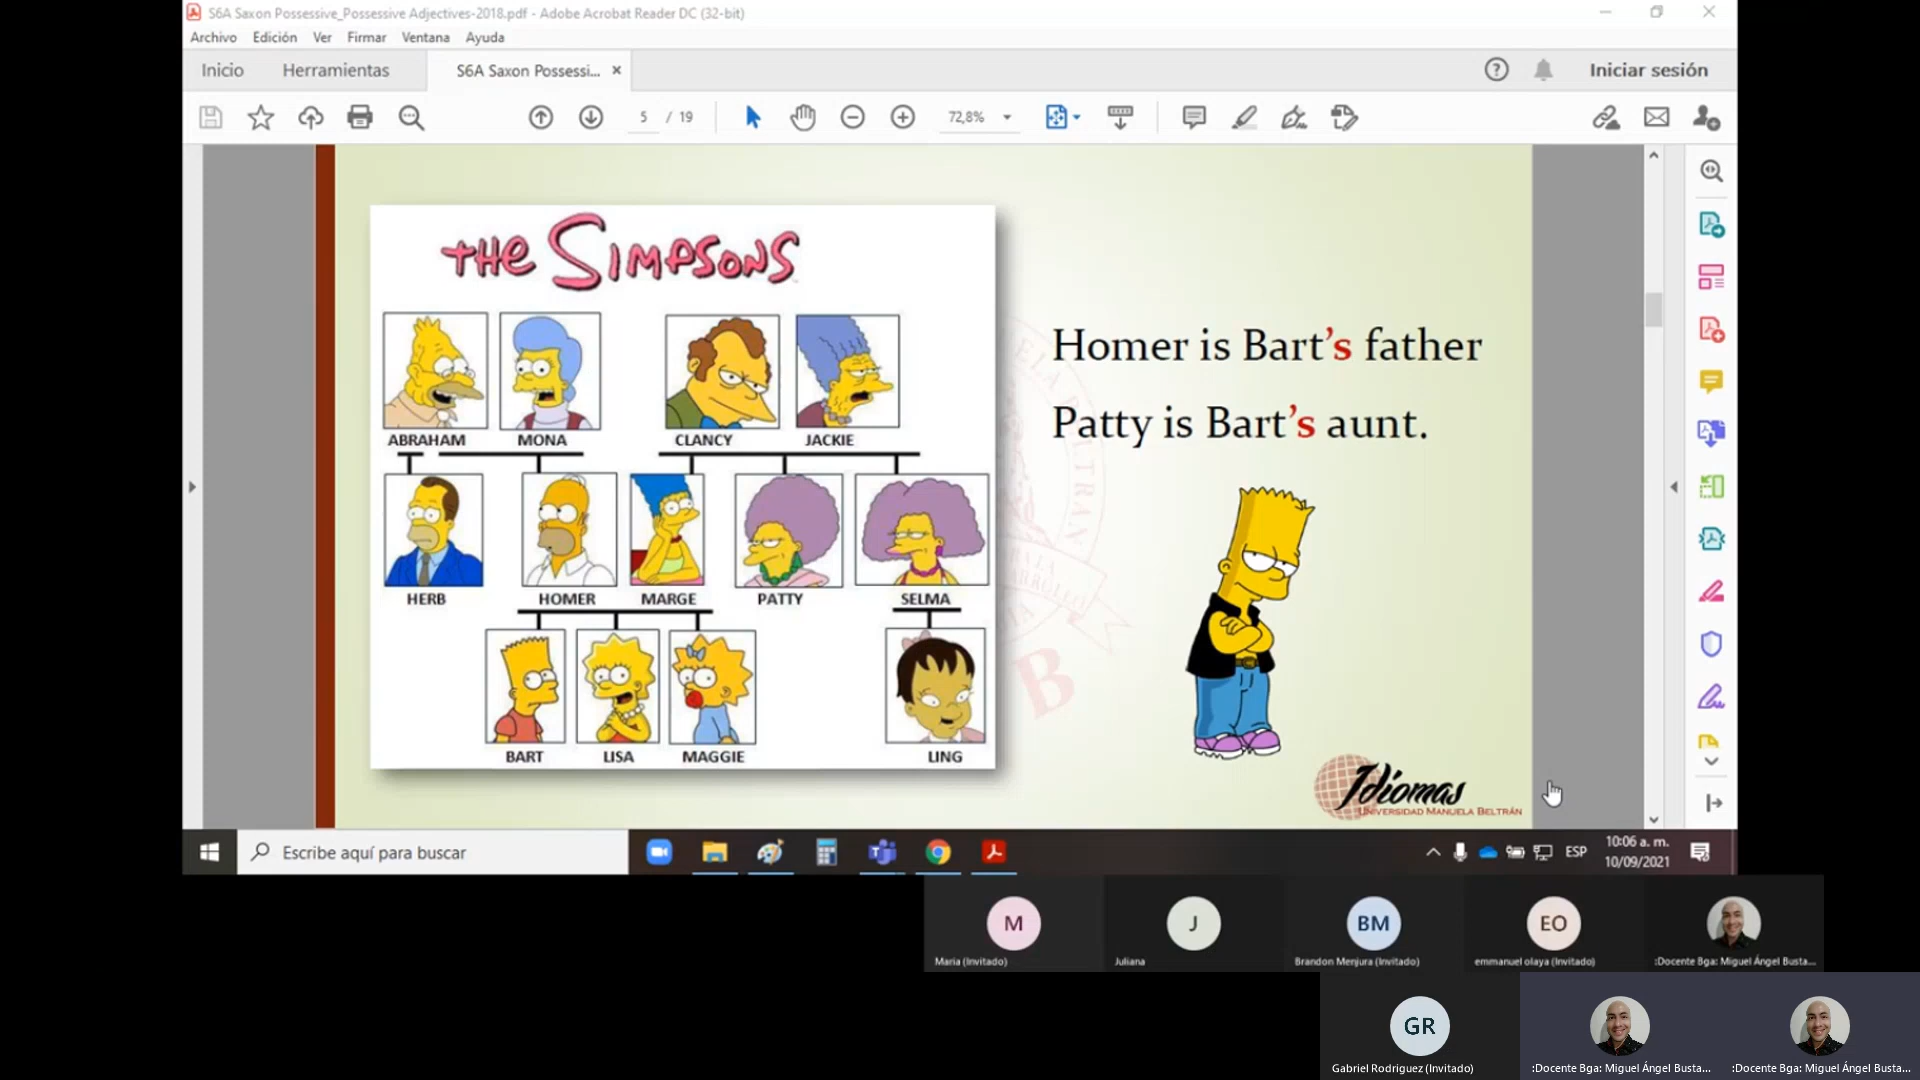 S6A Saxon Possessive_Possessive Adjectives-2018.pdf - Adobe Acrobat Reader DC (32-bit)
Archivo Edición Ver Firmar Ventana Ayuda
Inicio Herramientas S6A Saxon Possessi... × Iniciar sesión
5 / 19 72,8%
THE SIMPSONS
ABRAHAM MONA CLANCY JACKIE
HERB HOMER MARGE PATTY SELMA
BART LISA MAGGIE LING
Homer is Bart's father
Patty is Bart's aunt.
Idiomas
UNIVERSIDAD MANUELA BELTRÁN
Escribe aquí para buscar
ESP
10:06 a. m.
10/09/2021
M J BM EO
Maria (Invitado) Juliana Brandon Menjura (Invitado) emmanuel olaya (Invitado) :Docente Bga: Miguel Ángel Busta...
GR
Gabriel Rodriguez (Invitado) :Docente Bga: Miguel Ángel Busta... :Docente Bga: Miguel Ángel Busta...